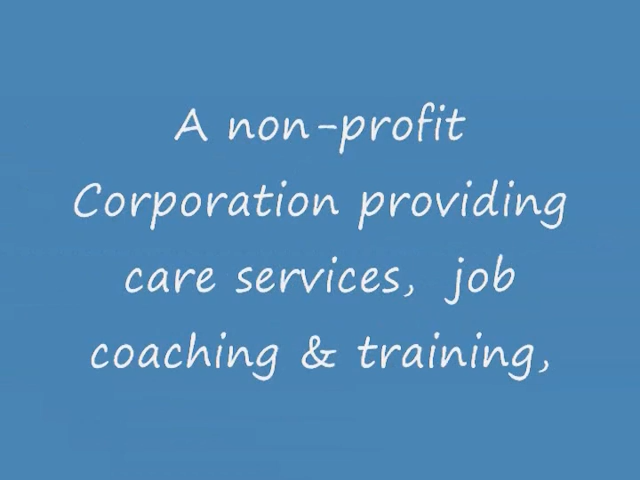 A non-profit
Corporation providing
care services, job
coaching & training,